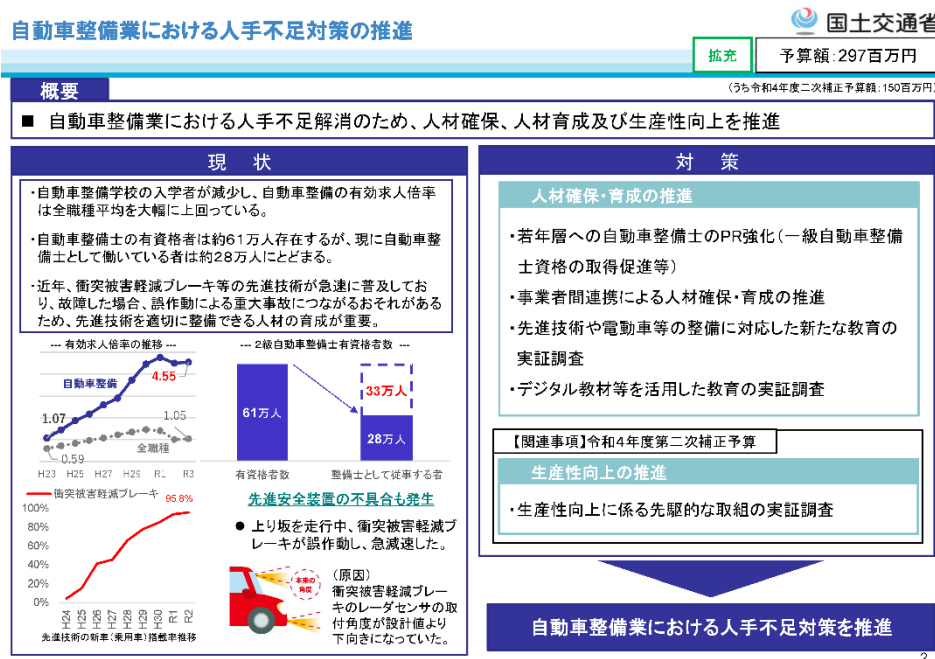 自動車整備業における人手不足対策の推進
国土交通省
拡充
予算額:297百万円
(うち令和4年度二次補正予算額:150百万円)
概要
■ 自動車整備業における人手不足解消のため、人材確保、人材育成及び生産性向上を推進
現 状
・自動車整備学校の入学者が減少し、自動車整備の有効求人倍率
は全職種平均を大幅に上回っている。
・自動車整備士の有資格者は約61万人存在するが、現に自動車整
備士として働いている者は約28万人にとどまる。
・近年、衝突被害軽減ブレーキ等の先進技術が急速に普及してお
り、故障した場合、誤作動による重大事故につながるおそれがある
ため、先進技術を適切に整備できる人材の育成が重要。
--- 有効求人倍率の推移 ---
自動車整備
4.55
1.07
1.05
0.59
全職種
H23 H25 H27 H29 R1 R3
--- 2級自動車整備士有資格者数 ---
33万人
61万人
28万人
有資格者数
整備士として従事する者
衝突被害軽減ブレーキ
95.8%
100%
80%
60%
40%
20%
0%
H24 H25 H26 H27 H28 H29 H30 R1 R2
先進技術の新車(乗用車)搭載率推移
先進安全装置の不具合も発生
● 上り坂を走行中、衝突被害軽減ブ
レーキが誤作動し、急減速した。
本来の
角度
(原因)
衝突被害軽減ブレー
キのレーダセンサの取
付角度が設計値より
下向きになっていた。
対 策
人材確保・育成の推進
・若年層への自動車整備士のPR強化(一級自動車整備
士資格の取得促進等)
・事業者間連携による人材確保・育成の推進
・先進技術や電動車等の整備に対応した新たな教育の
実証調査
・デジタル教材等を活用した教育の実証調査
【関連事項】令和4年度第二次補正予算
生産性向上の推進
・生産性向上に係る先駆的な取組の実証調査
自動車整備業における人手不足対策を推進